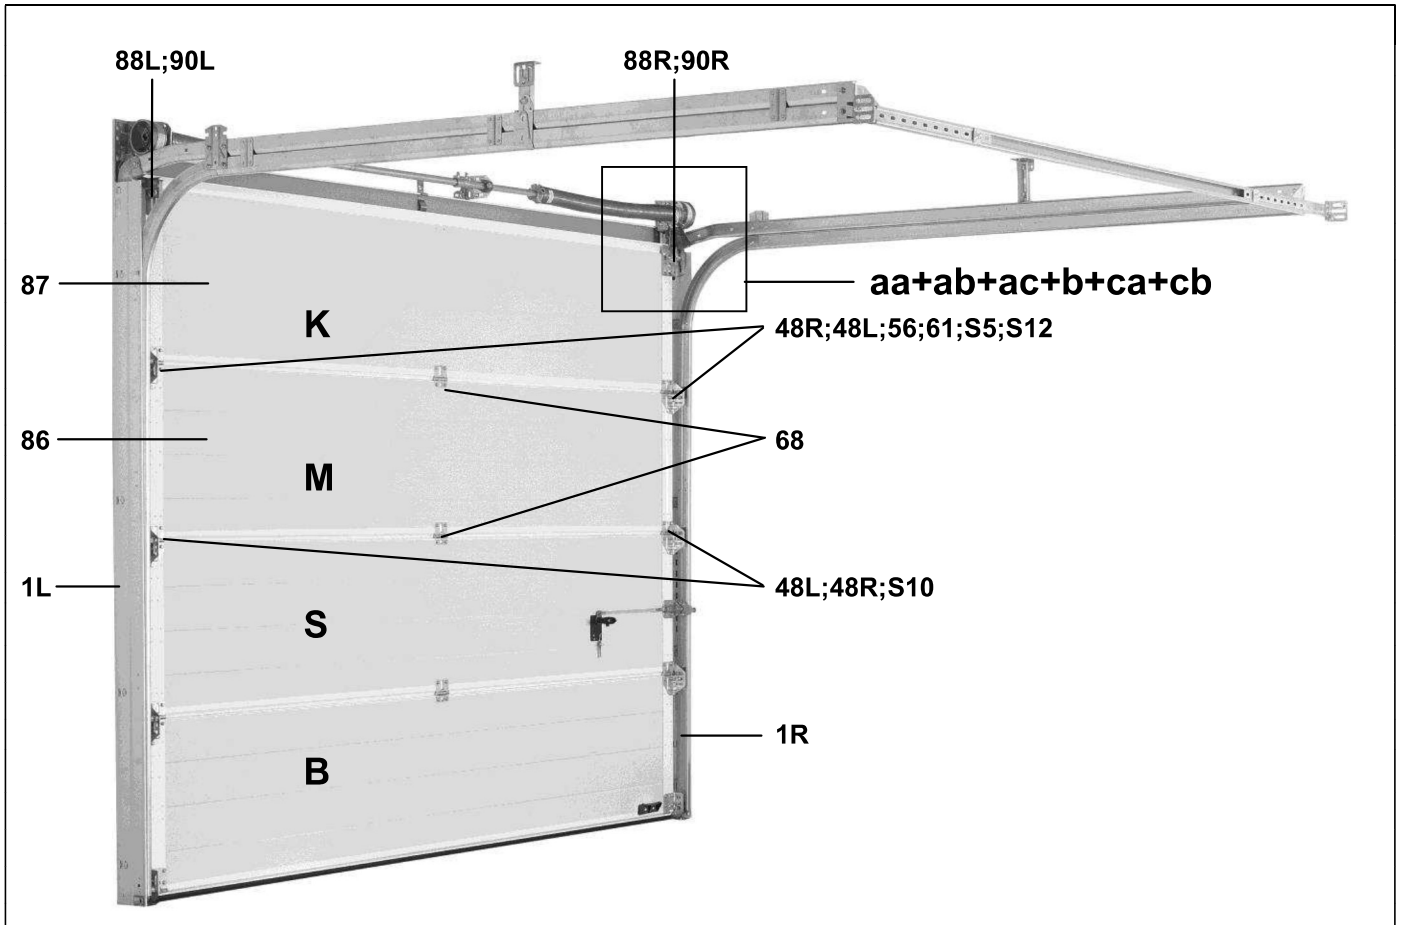 88L;90L
88R;90R
87
aa+ab+ac+b+ca+cb
K
48R;48L;56;61;S5;S12
86
68
M
1L
48L;48R;S10
S
1R
B